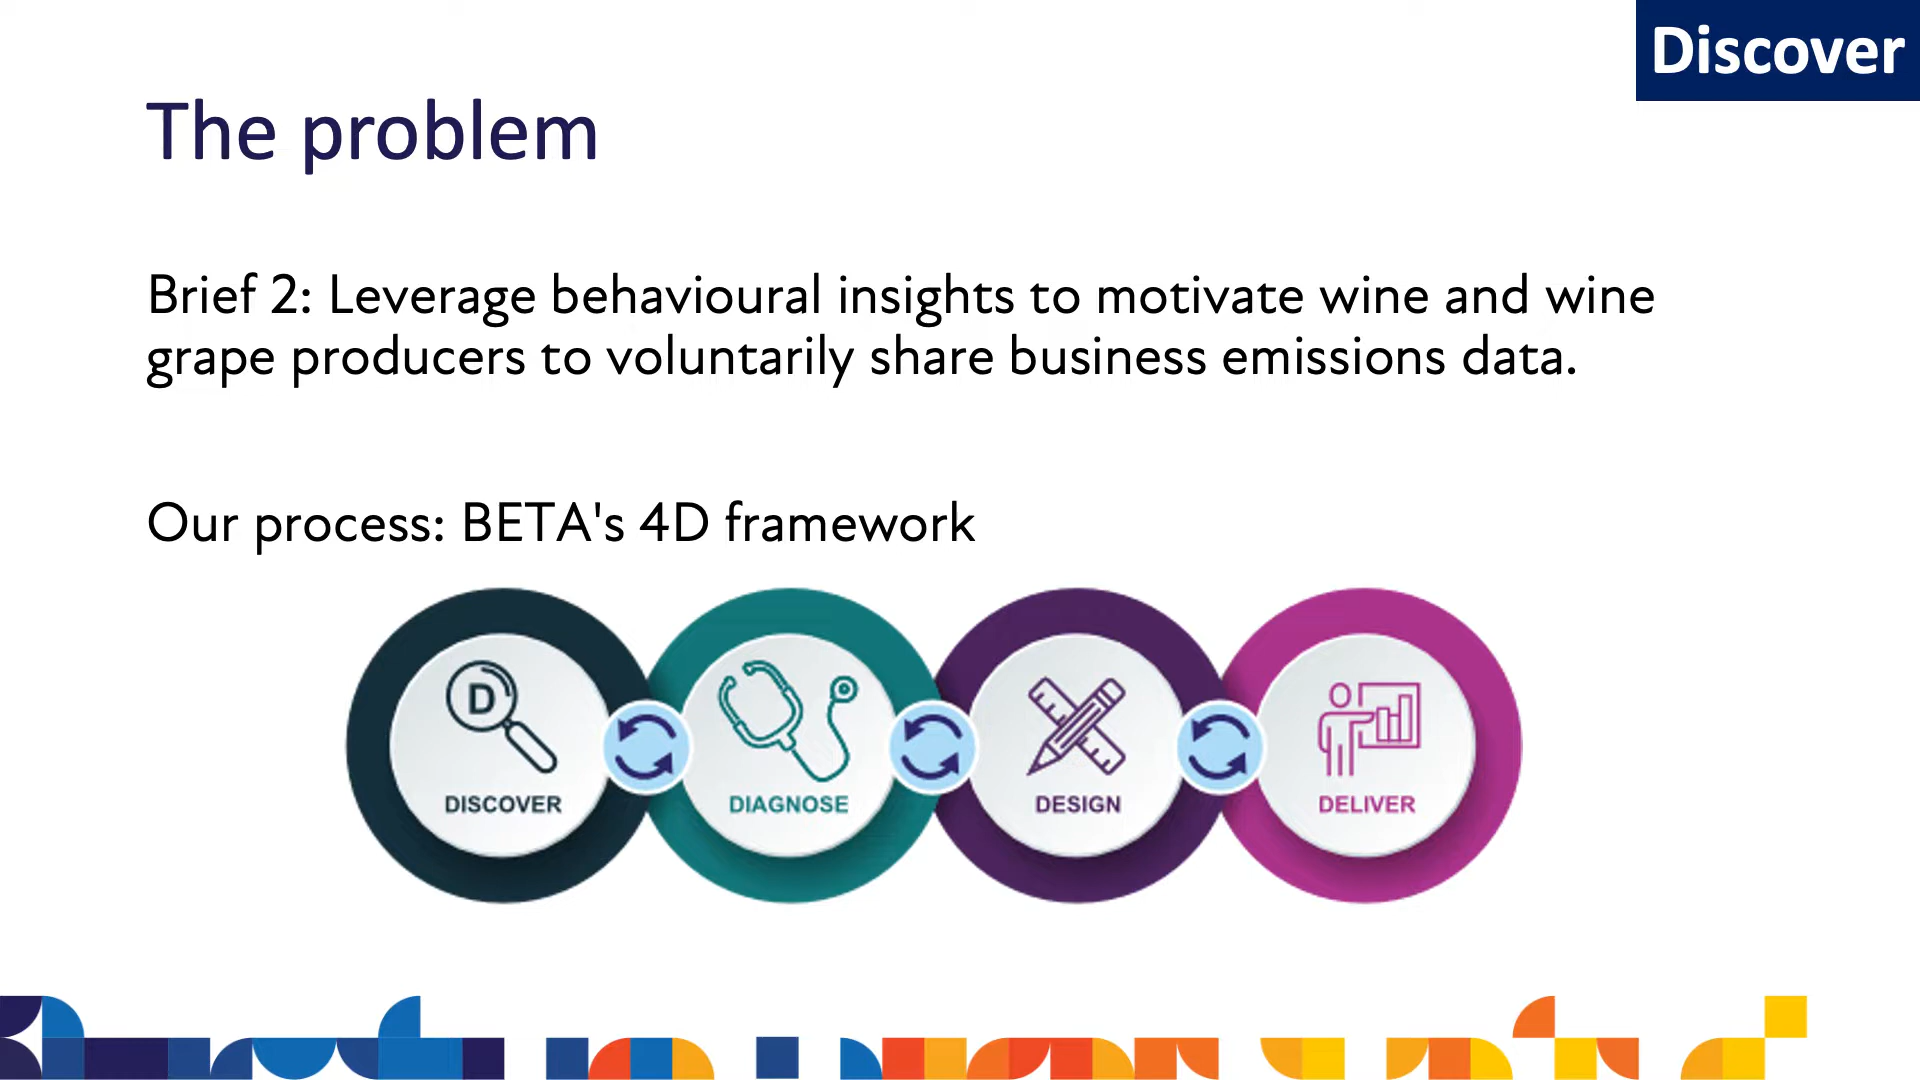 Discover
The problem
Brief 2: Leverage behavioural insights to motivate wine and wine
grape producers to voluntarily share business emissions data.
Our process: BETA's 4D framework
D
DISCOVER
DIAGNOSE
DESIGN
DELIVER